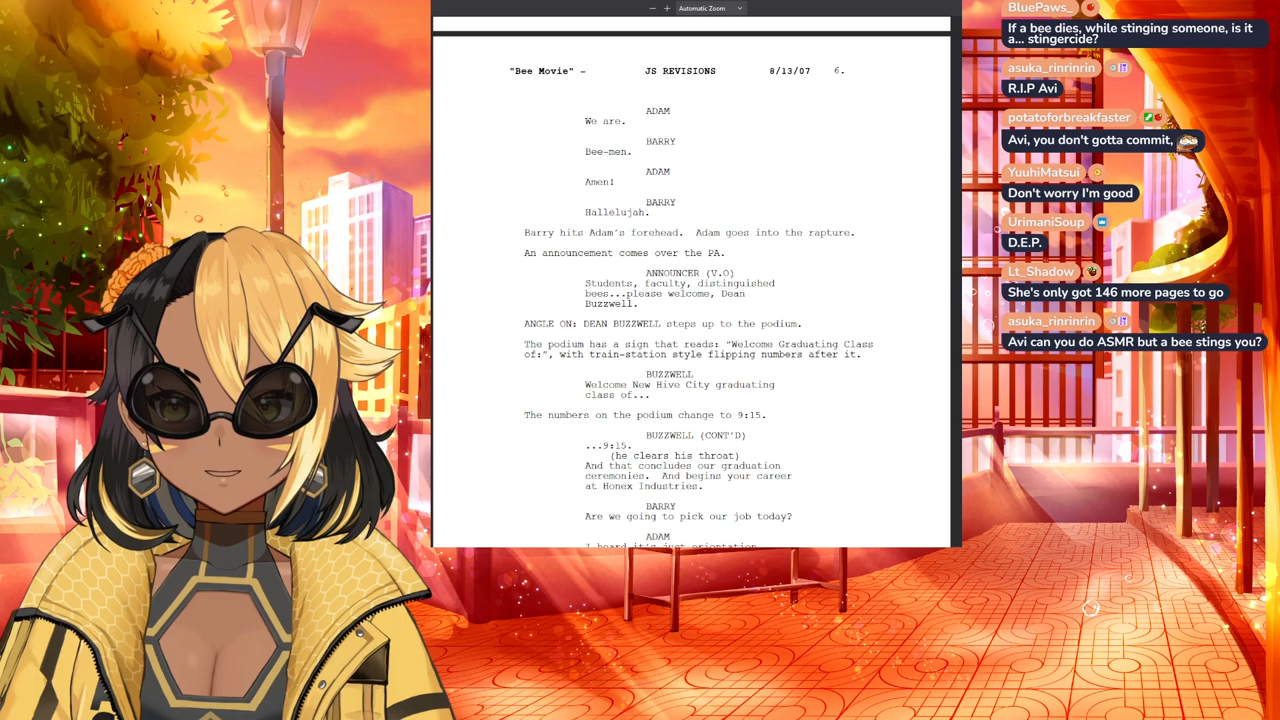 Automatic Zoom
"Bee Movie" - JS REVISIONS 8/13/07 6.
ADAM
We are.
BARRY
Bee-men.
ADAM
Amen!
BARRY
Hallelujah.
Barry hits Adam's forehead. Adam goes into the rapture.
An announcement comes over the PA.
ANNOUNCER (V.O)
Students, faculty, distinguished
bees...please welcome, Dean
Buzzwell.
ANGLE ON: DEAN BUZZWELL steps up to the podium.
The podium has a sign that reads: "Welcome Graduating Class
of:", with train-station style flipping numbers after it.
BUZZWELL
Welcome New Hive City graduating
class of...
The numbers on the podium change to 9:15.
BUZZWELL (CONT'D)
...9:15.
(he clears his throat)
And that concludes our graduation
ceremonies. And begins your career
at Honex Industries.
BARRY
Are we going to pick our job today?
ADAM
I heard it's just orientation.
BluePaws_
If a bee dies, while stinging someone, is it
a... stingercide?
asuka_rinrinrin
R.I.P Avi
potatoforbreakfaster
Avi, you don't gotta commit,
YuuhiMatsui
Don't worry I'm good
UrimaniSoup
D.E.P.
Lt_Shadow
She's only got 146 more pages to go
asuka_rinrinrin
Avi can you do ASMR but a bee stings you?